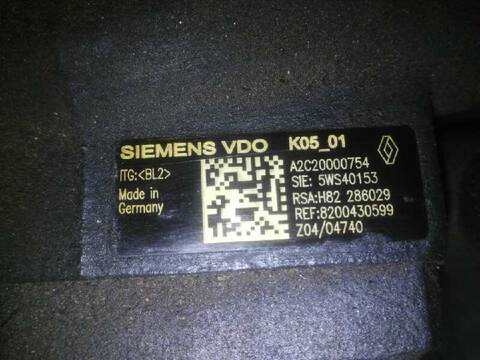 SIEMENS VDO K05_01
ITG:<BL2>
Made in
Germany
A2C20000754
SIE: 5WS40153
RSA:H82 286029
REF:8200430599
Z04/04740